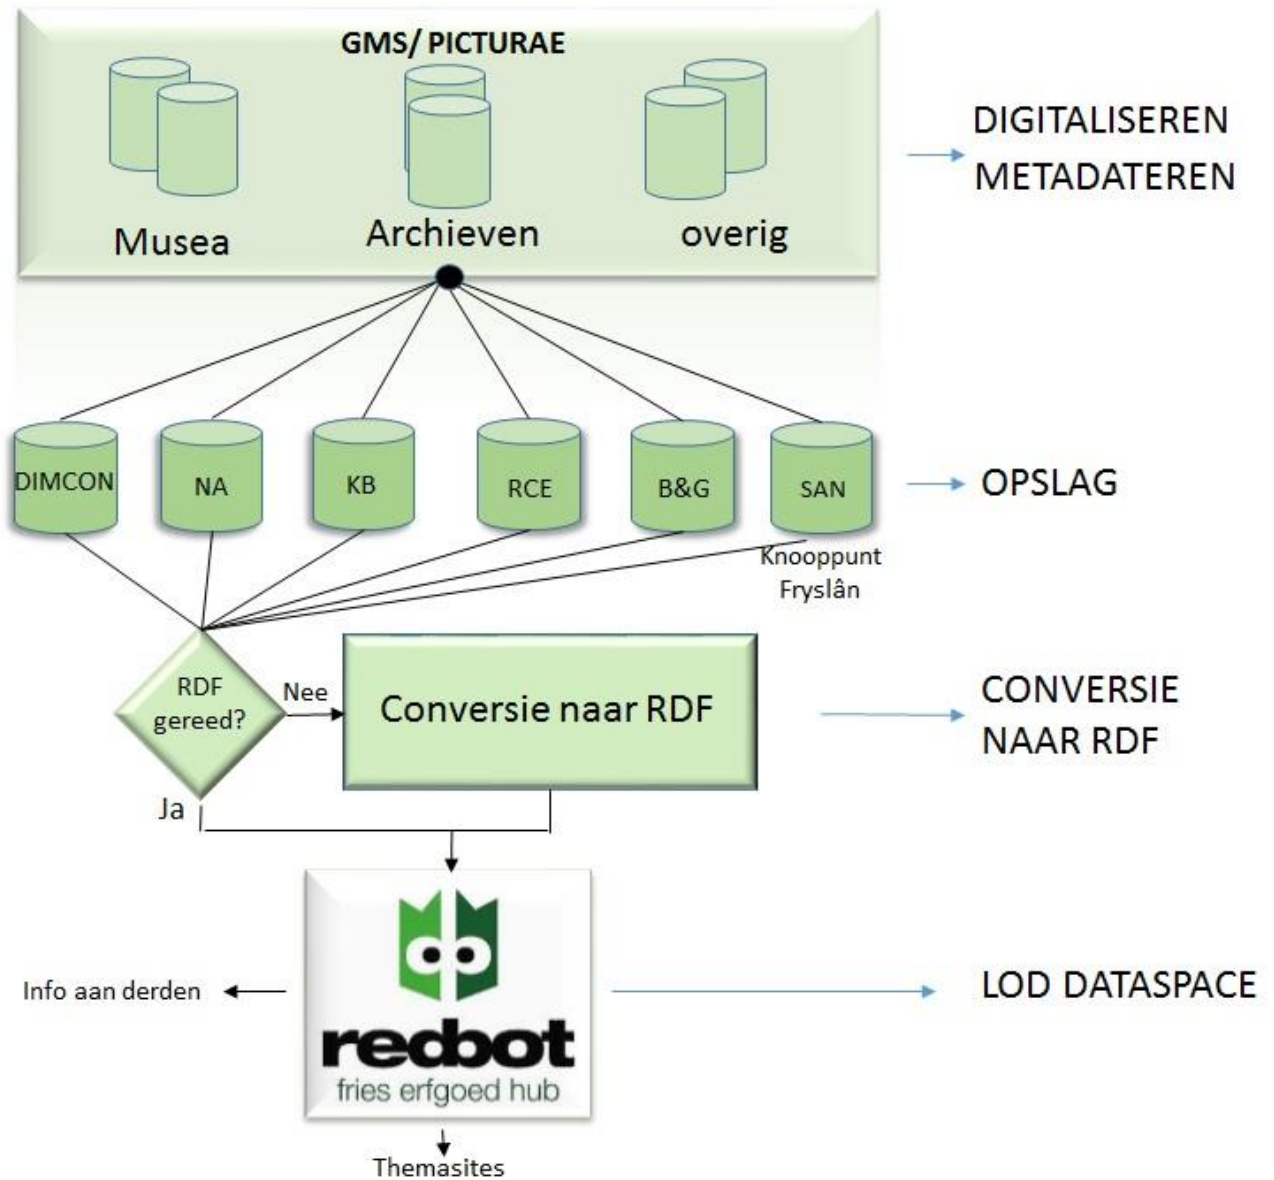 GMS/ PICTURAE
Musea
Archieven
overig
DIGITALISEREN
METADATEREN
DIMCON
NA
KB
RCE
B&G
SAN
OPSLAG
Knooppunt
Fryslân
RDF
gereed?
Nee
Conversie naar RDF
CONVERSIE
NAAR RDF
Ja
Info aan derden
redbot
fries erfgoed hub
LOD DATASPACE
Themasites